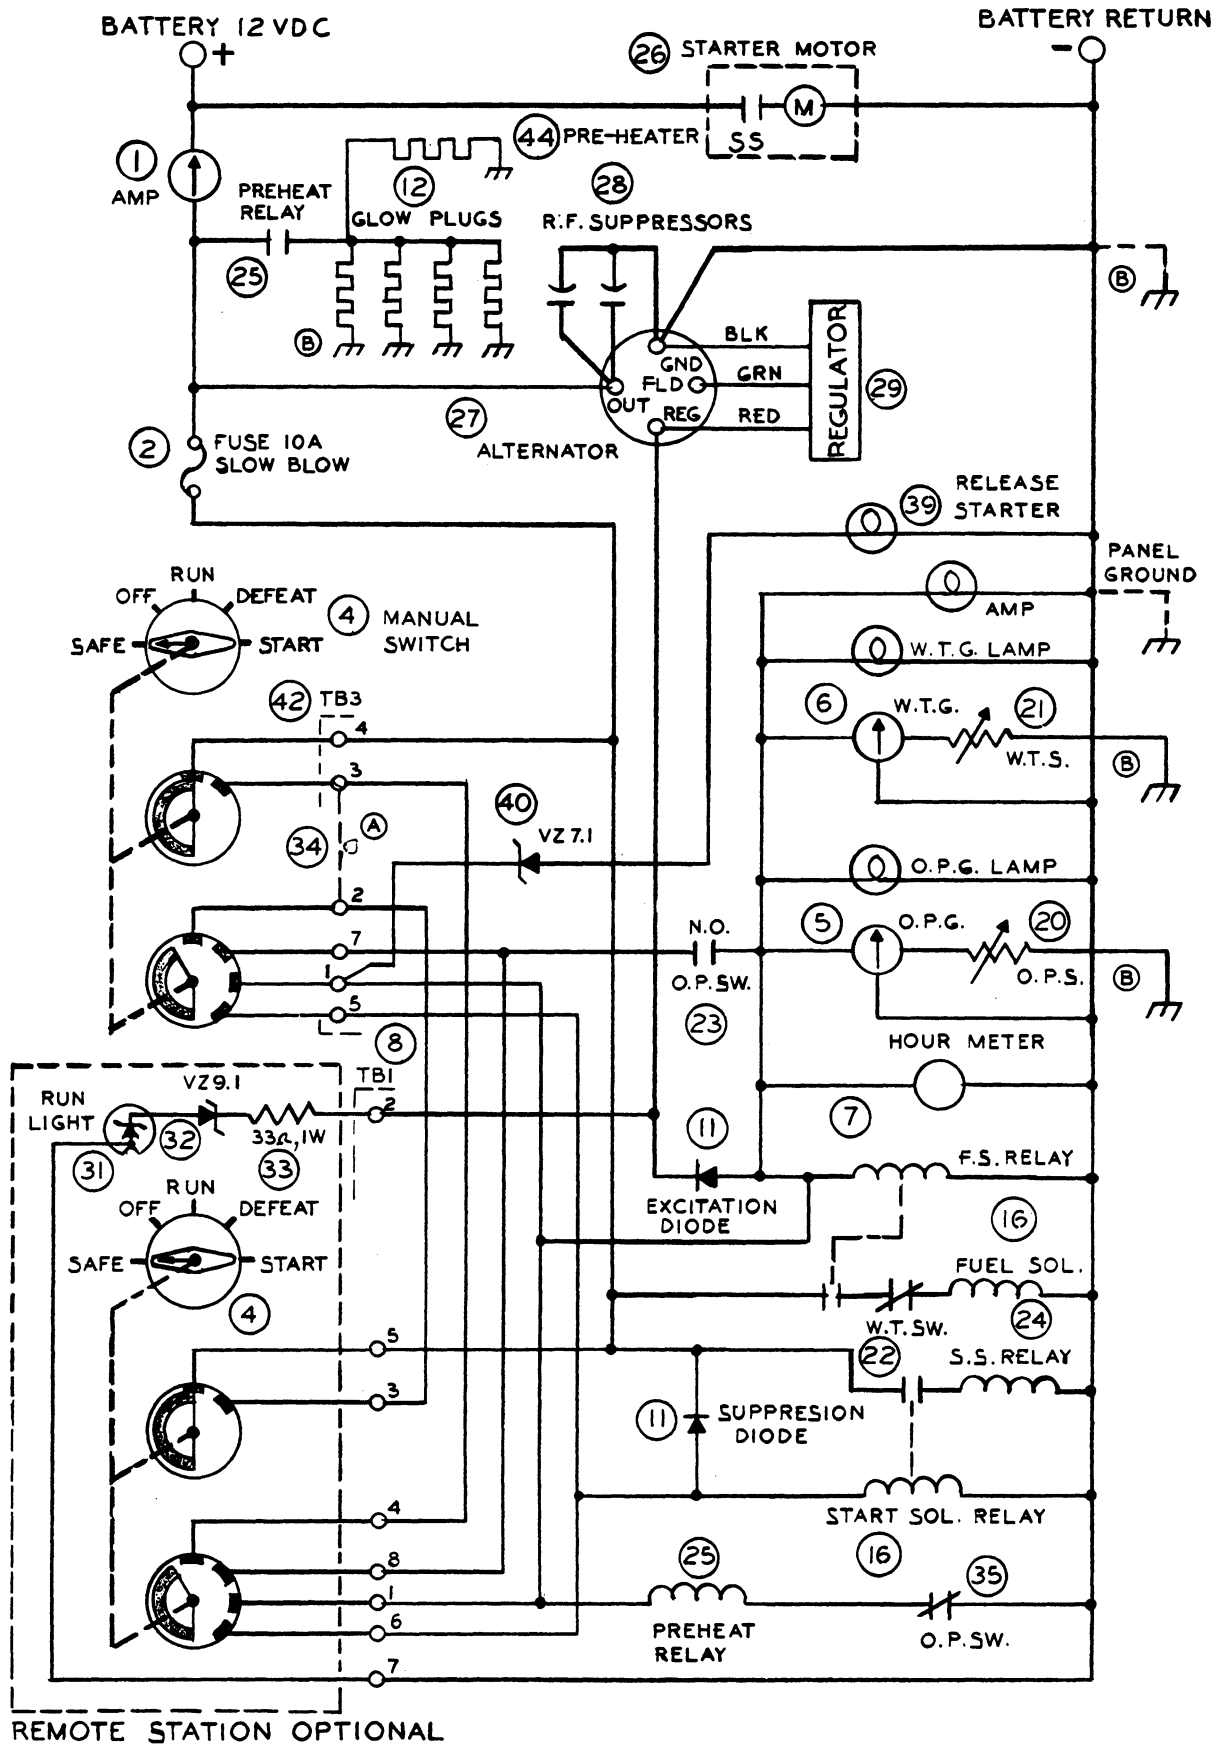 BATTERY 12 VDC
+
BATTERY RETURN
-
26 STARTER MOTOR
M
SS
44 PRE-HEATER
1
AMP
PREHEAT
RELAY
12
GLOW PLUGS
28
R.F. SUPPRESSORS
25
B
B
BLK
GND
FLD
GRN
OUT
REG
RED
REGULATOR
29
27
ALTERNATOR
2
FUSE 10A
SLOW BLOW
39
RELEASE
STARTER
PANEL
GROUND
AMP
RUN
OFF
DEFEAT
SAFE
START
4
MANUAL
SWITCH
W.T.G. LAMP
6
W.T.G.
21
W.T.S.
B
42
TB3
4
3
34
A
40
VZ 7.1
2
7
1
5
N.O.
O.P.SW.
23
O.P.G. LAMP
5
O.P.G.
20
O.P.S.
B
HOUR METER
7
8
TB1
2
VZ9.1
RUN
LIGHT
32
33Ω, 1W
33
31
11
EXCITATION
DIODE
F.S. RELAY
16
RUN
OFF
DEFEAT
SAFE
START
4
FUEL SOL.
24
W.T.SW.
22
S.S. RELAY
5
3
11
SUPPRESION
DIODE
START SOL. RELAY
16
4
8
1
6
7
25
PREHEAT
RELAY
35
O.P.SW.
REMOTE STATION OPTIONAL